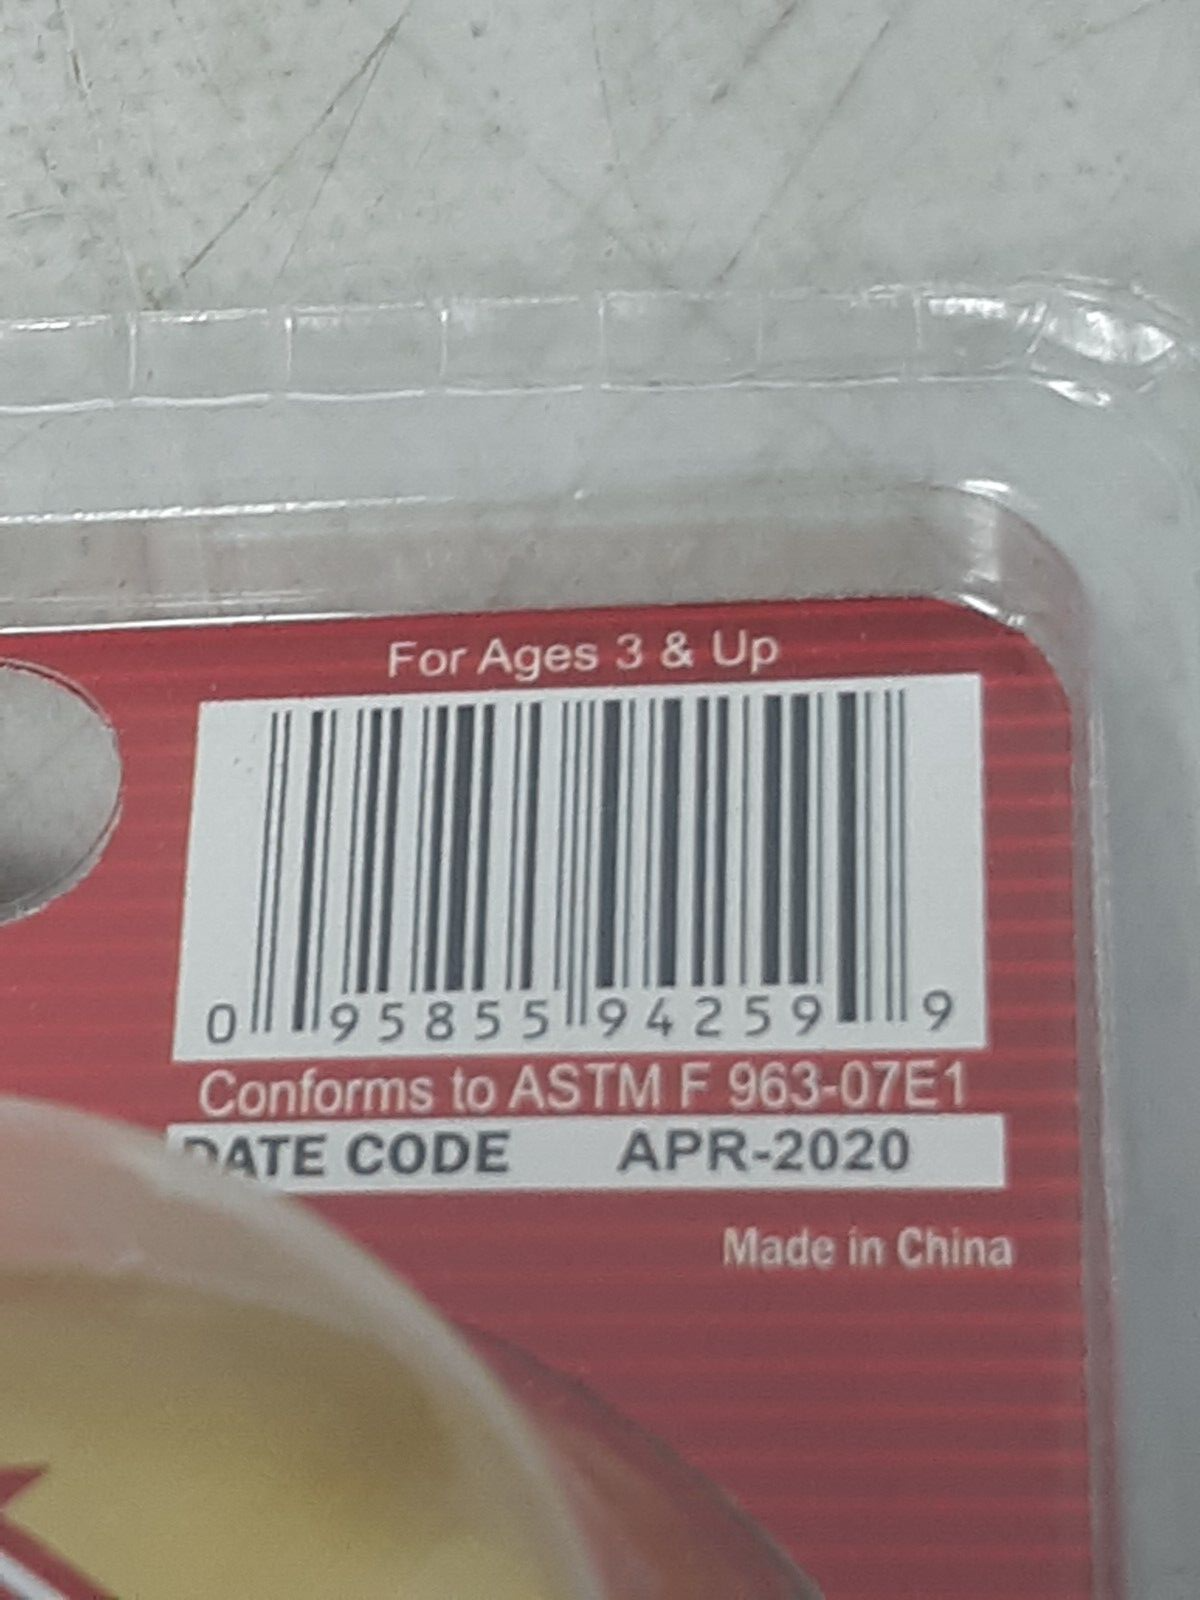 For Ages 3 & Up
0 95855 94259 9
Conforms to ASTM F 963-07E1
DATE CODE APR-2020
Made in China